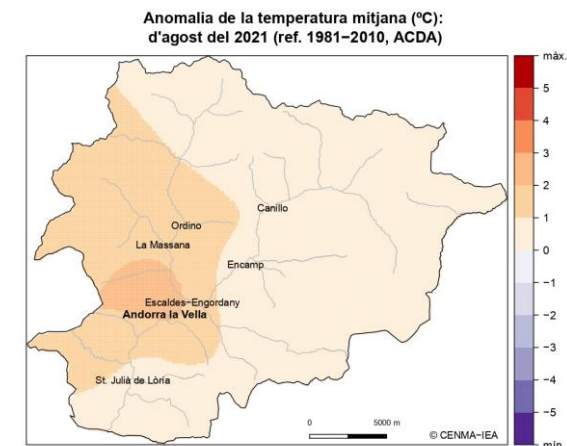 Anomalia de la temperatura mitjana (ºC):
d'agost del 2021 (ref. 1981−2010, ACDA)
màx.
5
4
3
2
1
0
−1
−2
−3
−4
−5
mín.
Canillo
Ordino
La Massana
Encamp
Escaldes−Engordany
Andorra la Vella
St. Julià de Lòria
0 5000 m
© CENMA−IEA